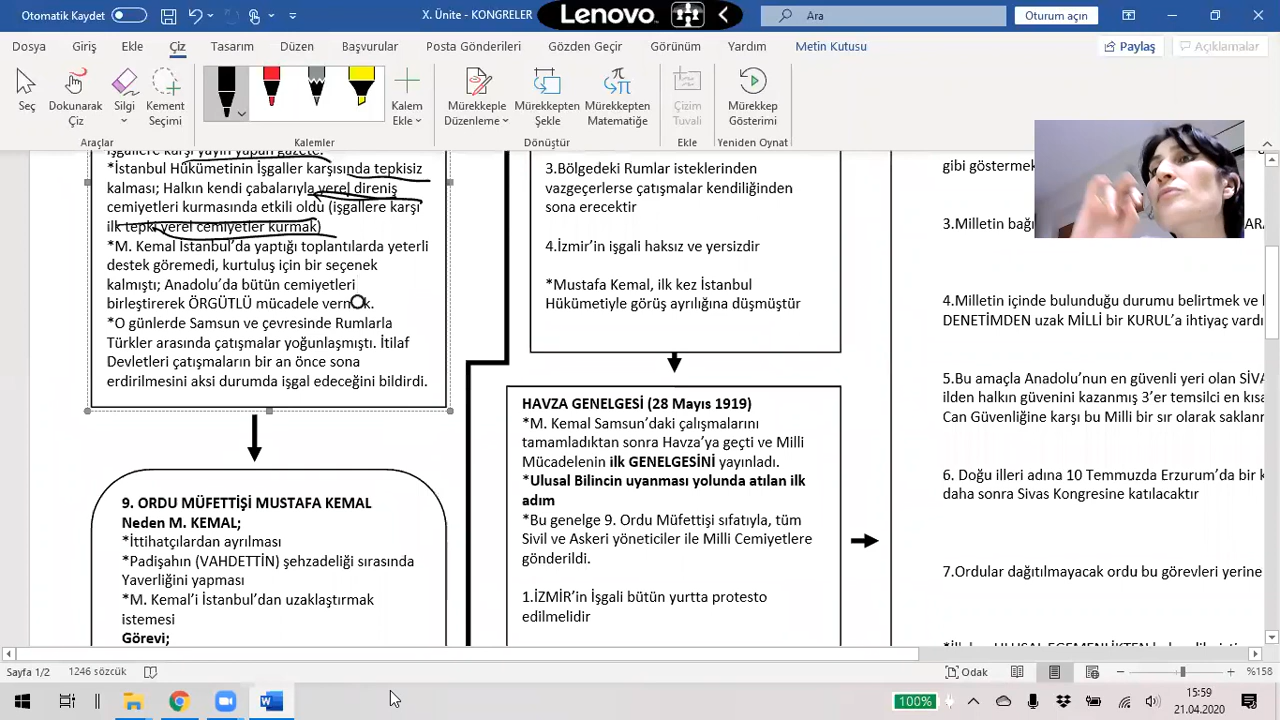 Otomatik Kaydet
X. Ünite - KONGRELER
Lenovo
Ara
Oturum açın
Dosya
Giriş
Ekle
Çiz
Tasarım
Düzen
Başvurular
Posta Gönderileri
Gözden Geçir
Görünüm
Yardım
Metin Kutusu
Paylaş
Açıklamalar
Seç
Dokunarak Çiz
Silgi
Kement Seçimi
Kalem Ekle
Mürekkeple Düzenleme
Mürekkepten Şekle
Mürekkepten Matematiğe
Çizim Tuvali
Mürekkep Gösterimi
Araçlar
Kalemler
Dönüştür
Ekle
Yeniden Oynat
işgallere karşı yayın yapan gazete.
*İstanbul Hükümetinin İşgaller karşısında tepkisiz
kalması; Halkın kendi çabalarıyla yerel direniş
cemiyetleri kurmasında etkili oldu (işgallere karşı
ilk tepki yerel cemiyetler kurmak)
*M. Kemal İstanbul’da yaptığı toplantılarda yeterli
destek göremedi, kurtuluş için bir seçenek
kalmıştı; Anadolu’da bütün cemiyetleri
birleştirerek ÖRGÜTLÜ mücadele vermek.
*O günlerde Samsun ve çevresinde Rumlarla
Türkler arasında çatışmalar yoğunlaşmıştı. İtilaf
Devletleri çatışmaların bir an önce sona
erdirilmesini aksi durumda işgal edeceğini bildirdi.
9. ORDU MÜFETTİŞİ MUSTAFA KEMAL
Neden M. KEMAL;
*İttihatçılardan ayrılması
*Padişahın (VAHDETTİN) şehzadeliği sırasında
Yaverliğini yapması
*M. Kemal’i İstanbul’dan uzaklaştırmak
istemesi
Görevi;
3.Bölgedeki Rumlar isteklerinden
vazgeçerlerse çatışmalar kendiliğinden
sona erecektir
4.İzmir’in işgali haksız ve yersizdir
*Mustafa Kemal, ilk kez İstanbul
Hükümetiyle görüş ayrılığına düşmüştür
HAVZA GENELGESİ (28 Mayıs 1919)
*M. Kemal Samsun’daki çalışmalarını
tamamladıktan sonra Havza’ya geçti ve Milli
Mücadelenin ilk GENELGESİNİ yayınladı.
*Ulusal Bilincin uyanması yolunda atılan ilk
adım
*Bu genelge 9. Ordu Müfettişi sıfatıyla, tüm
Sivil ve Askeri yöneticiler ile Milli Cemiyetlere
gönderildi.
1.İZMİR’in İşgali bütün yurtta protesto
edilmelidir
gibi göstermek
3.Milletin bağı
ARA
4.Milletin içinde bulunduğu durumu belirtmek ve
DENETİMDEN uzak MİLLİ bir KURUL’a ihtiyaç vardı
5.Bu amaçla Anadolu’nun en güvenli yeri olan SİVA
ilden halkın güvenini kazanmış 3’er temsilci en kısa
Can Güvenliğine karşı bu Milli bir sır olarak saklan
6. Doğu illeri adına 10 Temmuzda Erzurum’da bir k
daha sonra Sivas Kongresine katılacaktır
7.Ordular dağıtılmayacak ordu bu görevleri yerine
Sayfa 1/2
1246 sözcük
Odak
%158
100%
15:59
21.04.2020